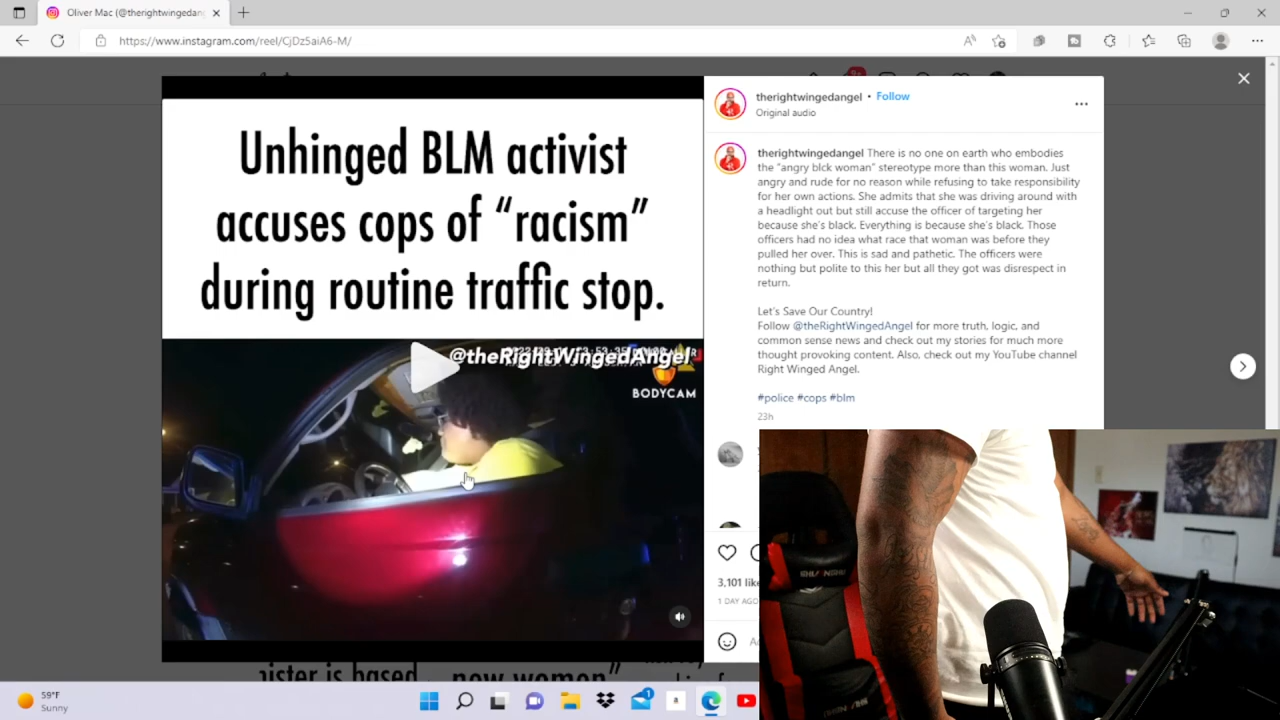 Oliver Mac (@therightwingedang
https://www.instagram.com/reel/CjDz5aiA6-M/
Unhinged BLM activist
accuses cops of “racism”
during routine traffic stop.
@theRightWingedAngel
BODYCAM
therightwingedangel • Follow
Original audio
therightwingedangel There is no one on earth who embodies
the “angry blck woman” stereotype more than this woman. Just
angry and rude for no reason while refusing to take responsibility
for her own actions. She admits that she was driving around with
a headlight out but still accuse the officer of targeting her
because she’s black. Everything is because she’s black. Those
officers had no idea what race that woman was before they
pulled her over. This is sad and pathetic. The officers were
nothing but polite to this her but all they got was disrespect in
return.
Let’s Save Our Country!
Follow @theRightWingedAngel for more truth, logic, and
common sense news and check out my stories for much more
thought provoking content. Also, check out my YouTube channel
Right Winged Angel.
#police #cops #blm
23h
3,101 like
1 DAY AGO
sister is based now women”
59°F
Sunny